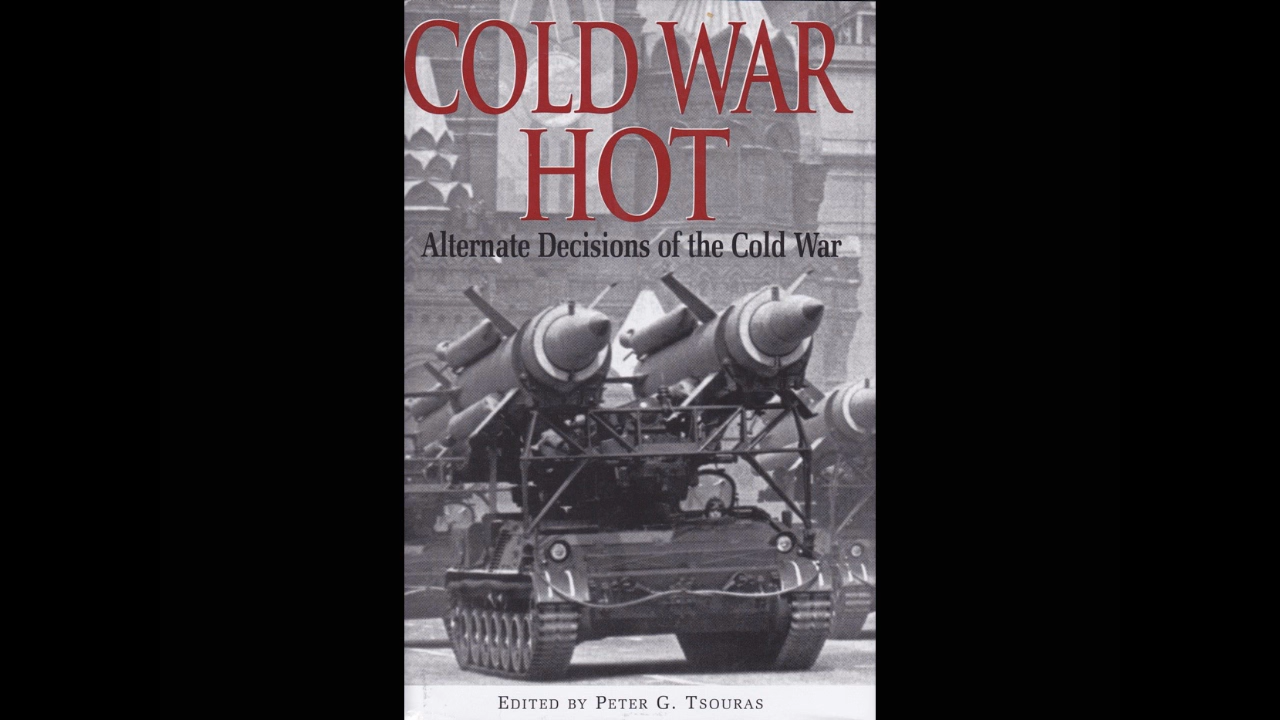 COLD WAR
HOT
Alternate Decisions of the Cold War
EDITED BY PETER G. TSOURAS